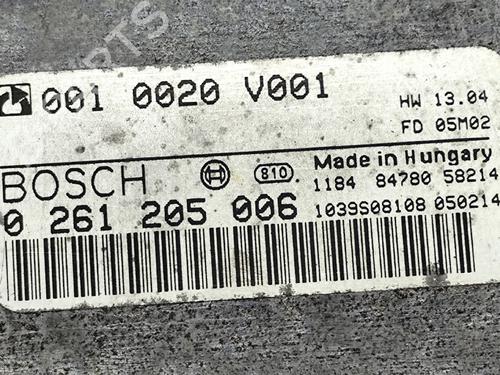 001 0020 V001
HW 13.04
FD 05M02
BOSCH
810
Made in Hungary
1184 84780 58214
0 261 205 006
1039S08108 050214